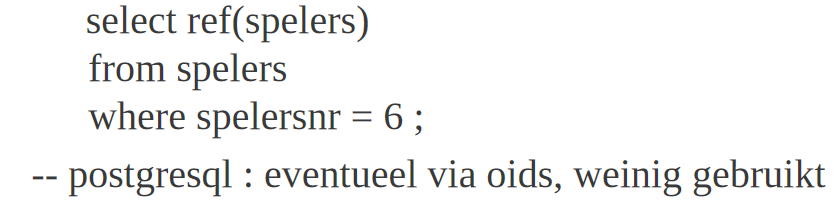 select ref(spelers)
from spelers
where spelersnr = 6 ;
-- postgresql : eventueel via oids, weinig gebruikt